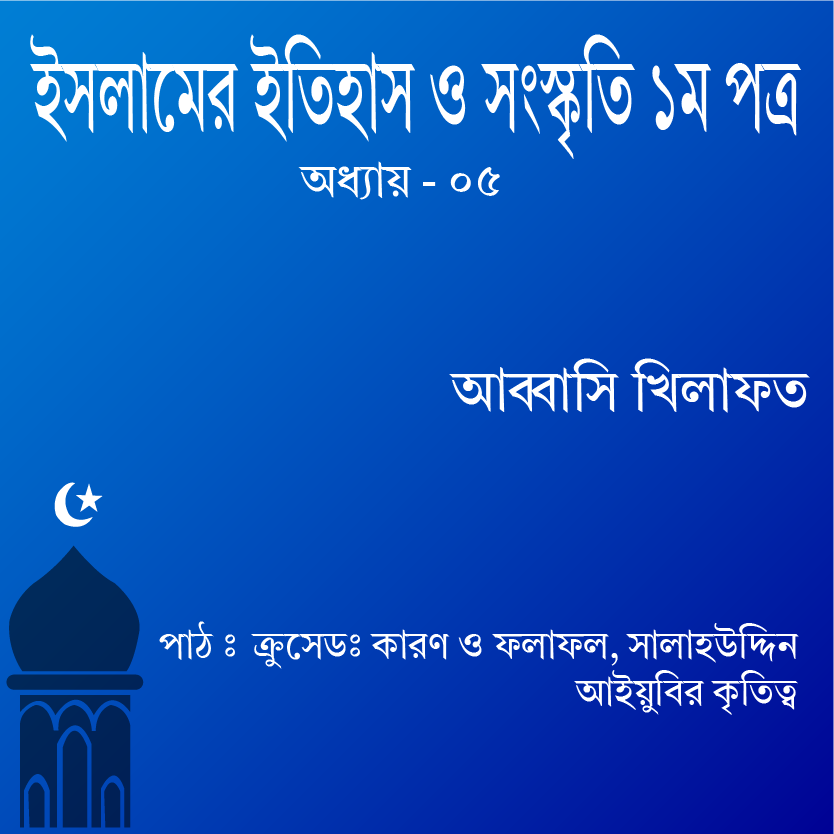 ইসলামের ইতিহাস ও সংস্কৃতি ১ম পত্র
অধ্যায় - ০৫
আব্বাসি খিলাফত
পাঠ ঃ ক্রুসেডঃ কারণ ও ফলাফল, সালাহউদ্দিন
আইয়ুবির কৃতিত্ব